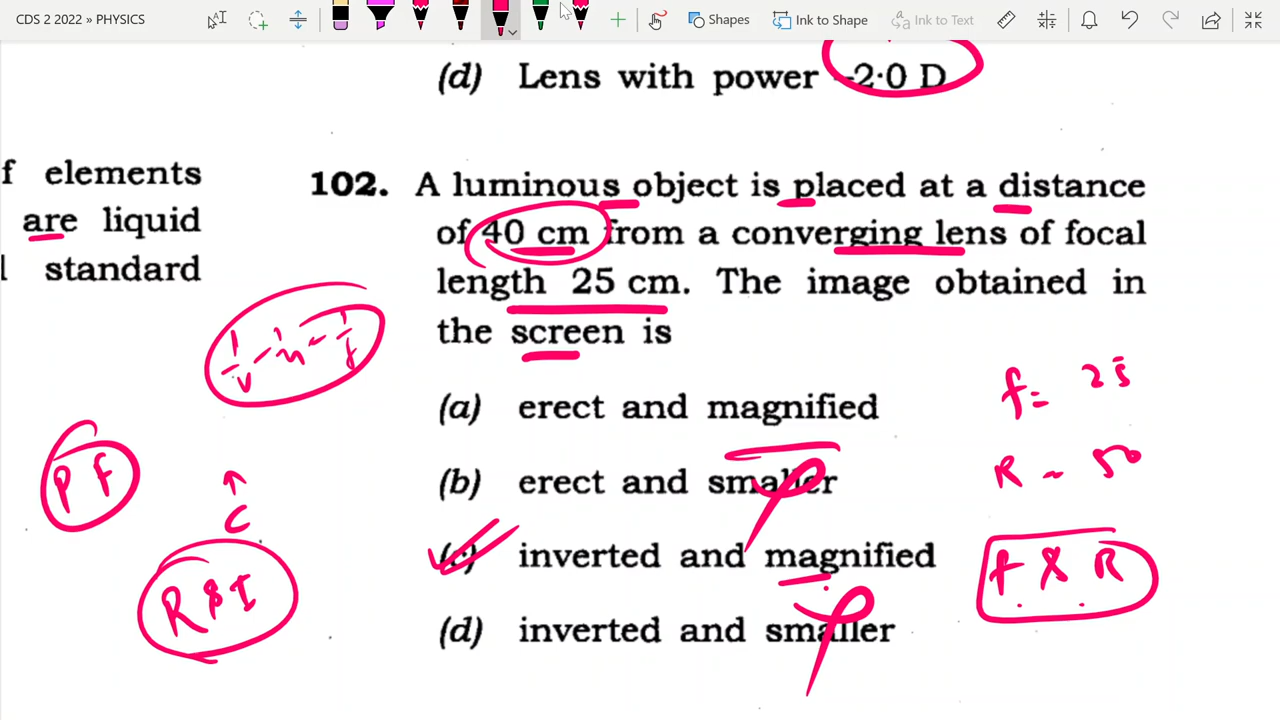 CDS 2 2022 » PHYSICS
Shapes
Ink to Shape
Ink to Text
(d) Lens with power -2·0 D
f elements
are liquid
l standard
102. A luminous object is placed at a distance
of 40 cm from a converging lens of focal
length 25 cm. The image obtained in
the screen is
(a) erect and magnified
(b) erect and smaller
(c) inverted and magnified
(d) inverted and smaller
f = 25
R - 50
f & R
P F
C
R & I